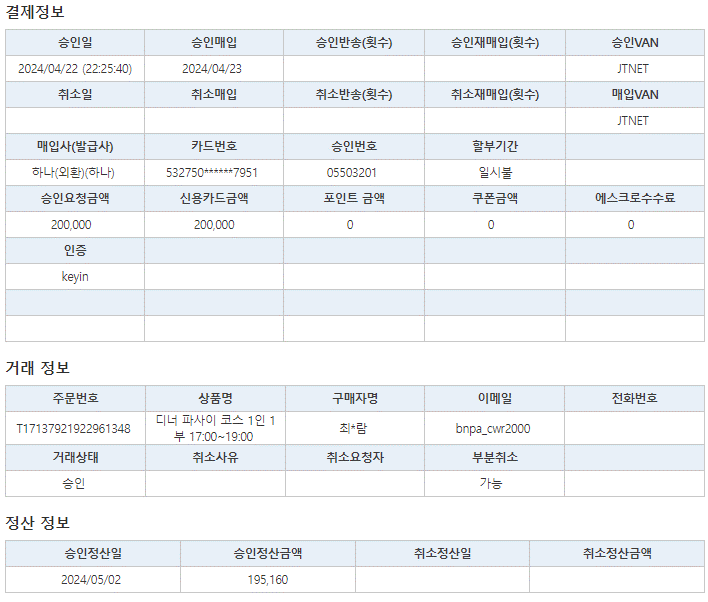 결제정보
승인일 승인매입 승인반송(횟수) 승인재매입(횟수) 승인VAN
2024/04/22 (22:25:40) 2024/04/23 JTNET
취소일 취소매입 취소반송(횟수) 취소재매입(횟수) 매입VAN
JTNET
매입사(발급사) 카드번호 승인번호 할부기간
하나(외환)(하나) 532750******7951 05503201 일시불
승인요청금액 신용카드금액 포인트 금액 쿠폰금액 에스크로수수료
200,000 200,000 0 0 0
인증
keyin
거래 정보
주문번호 상품명 구매자명 이메일 전화번호
T17137921922961348 디너 파사이 코스 1인 1부 17:00~19:00 최*람 bnpa_cwr2000
거래상태 취소사유 취소요청자 부분취소
승인 가능
정산 정보
승인정산일 승인정산금액 취소정산일 취소정산금액
2024/05/02 195,160